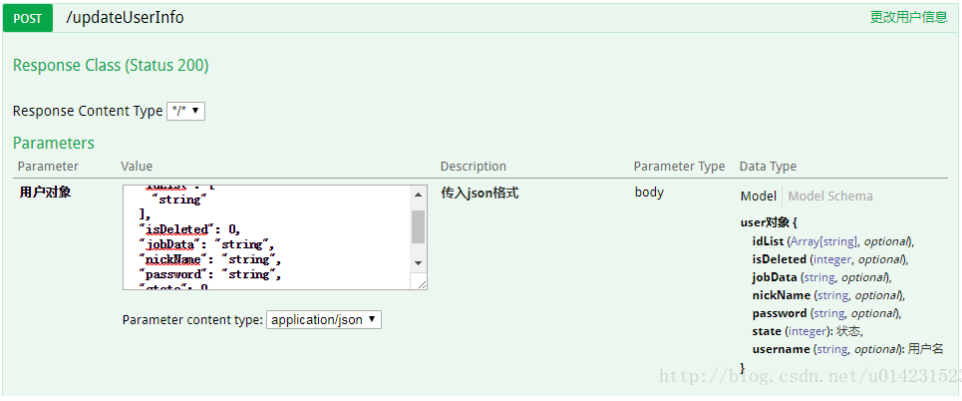 POST /updateUserInfo 更改用户信息
Response Class (Status 200)
Response Content Type */*
Parameters
Parameter Value Description Parameter Type Data Type
用户对象 传入json格式 body Model Model Schema
"idList": [
"string"
],
"isDeleted": 0,
"jobData": "string",
"nickName": "string",
"password": "string",
"state": 0
Parameter content type: application/json
user对象 {
idList (Array[string], optional),
isDeleted (integer, optional),
jobData (string, optional),
nickName (string, optional),
password (string, optional),
state (integer): 状态,
username (string, optional): 用户名
}
http://blog.csdn.net/u014231523